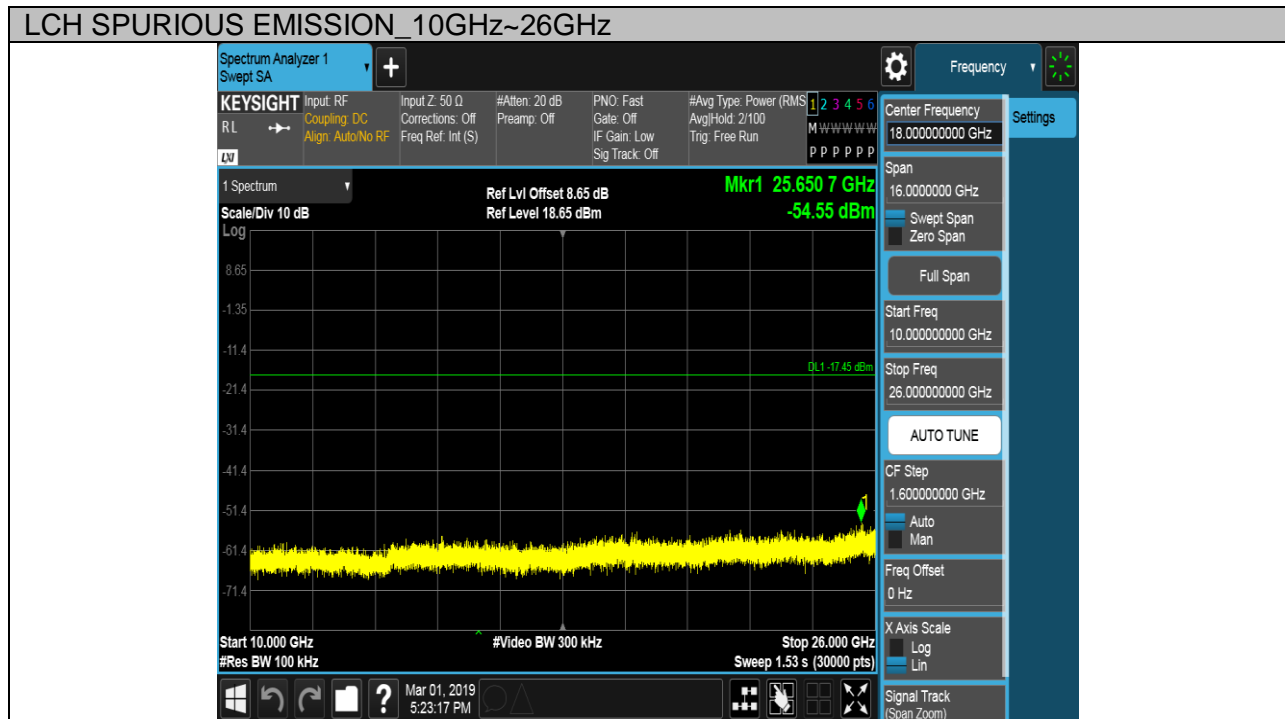 LCH SPURIOUS EMISSION_10GHz~26GHz
Spectrum Analyzer 1
Swept SA
+
Frequency
KEYSIGHT
RL
LXI
Input: RF
Coupling: DC
Align: Auto/No RF
Input Z: 50 Ω
Corrections: Off
Freq Ref: Int (S)
#Atten: 20 dB
Preamp: Off
PNO: Fast
Gate: Off
IF Gain: Low
Sig Track: Off
#Avg Type: Power (RMS
Avg|Hold: 2/100
Trig: Free Run
1 2 3 4 5 6
M W W W W W
P P P P P P
1 Spectrum
Scale/Div 10 dB
Log
Ref Lvl Offset 8.65 dB
Ref Level 18.65 dBm
Mkr1 25.650 7 GHz
-54.55 dBm
8.65
-1.35
-11.4
-21.4
-31.4
-41.4
-51.4
-61.4
-71.4
DL1 -17.45 dBm
1
Start 10.000 GHz
#Res BW 100 kHz
#Video BW 300 kHz
Stop 26.000 GHz
Sweep 1.53 s (30000 pts)
Center Frequency
18.000000000 GHz
Span
16.0000000 GHz
Swept Span
Zero Span
Full Span
Start Freq
10.000000000 GHz
Stop Freq
26.000000000 GHz
AUTO TUNE
CF Step
1.600000000 GHz
Auto
Man
Freq Offset
0 Hz
X Axis Scale
Log
Lin
Signal Track
(Span Zoom)
Settings
?
Mar 01, 2019
5:23:17 PM